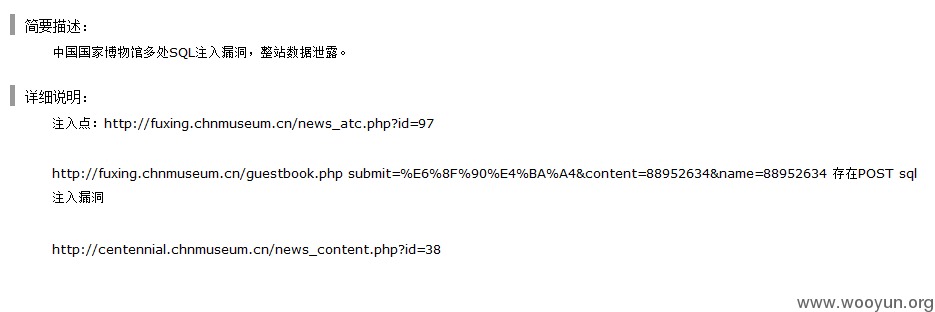 简要描述：
中国国家博物馆多处SQL注入漏洞，整站数据泄露。
详细说明：
注入点：http://fuxing.chnmuseum.cn/news_atc.php?id=97
http://fuxing.chnmuseum.cn/guestbook.php submit=%E6%8F%90%E4%BA%A4&content=88952634&name=88952634 存在POST sql
注入漏洞
http://centennial.chnmuseum.cn/news_content.php?id=38
www.wooyun.org